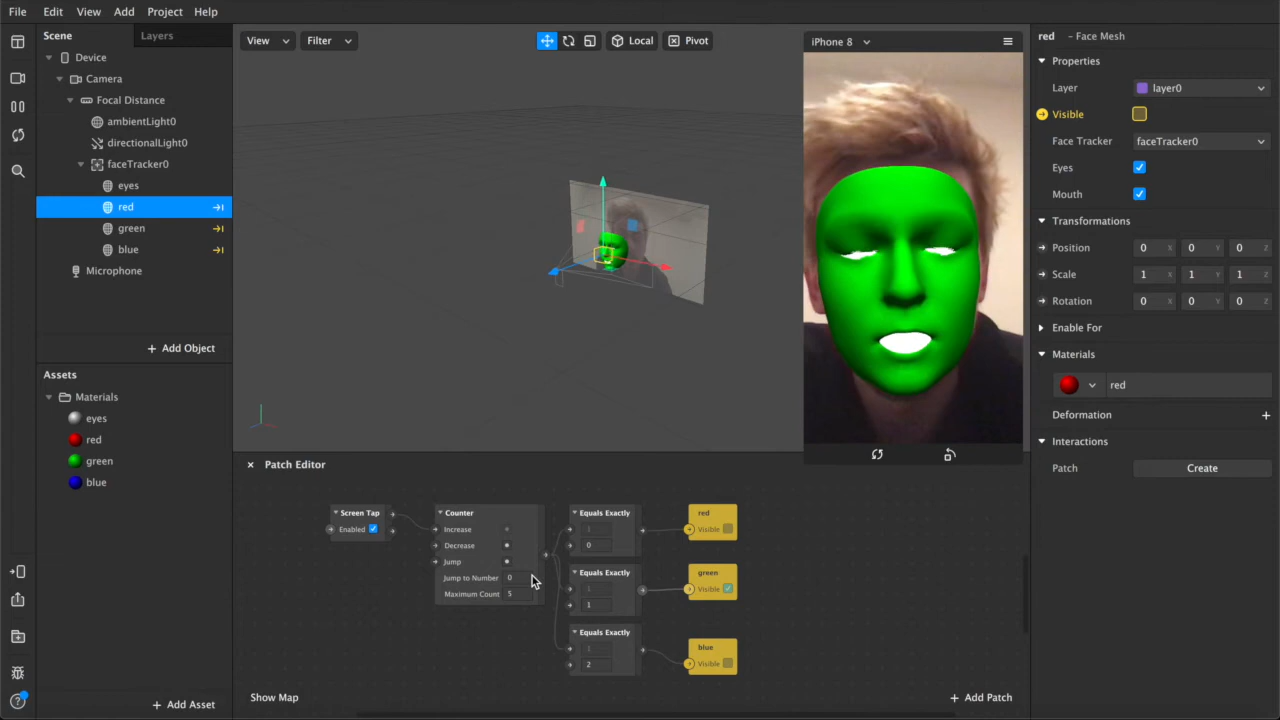 File Edit View Add Project Help
Scene Layers
Device
Camera
Focal Distance
ambientLight0
directionalLight0
faceTracker0
eyes
red
green
blue
Microphone
+ Add Object
Assets
Materials
eyes
red
green
blue
+ Add Asset
View Filter Local Pivot
iPhone 8
Patch Editor
Screen Tap
Enabled
Counter
Increase
Decrease
Jump
Jump to Number 0
Maximum Count 5
Equals Exactly
1
0
Equals Exactly
1
1
Equals Exactly
1
2
red
Visible
green
Visible
blue
Visible
Show Map
+ Add Patch
red – Face Mesh
Properties
Layer layer0
Visible
Face Tracker faceTracker0
Eyes
Mouth
Transformations
Position 0 X 0 Y 0 Z
Scale 1 X 1 Y 1 Z
Rotation 0 X 0 Y 0 Z
Enable For
Materials
red
Deformation +
Interactions
Patch Create